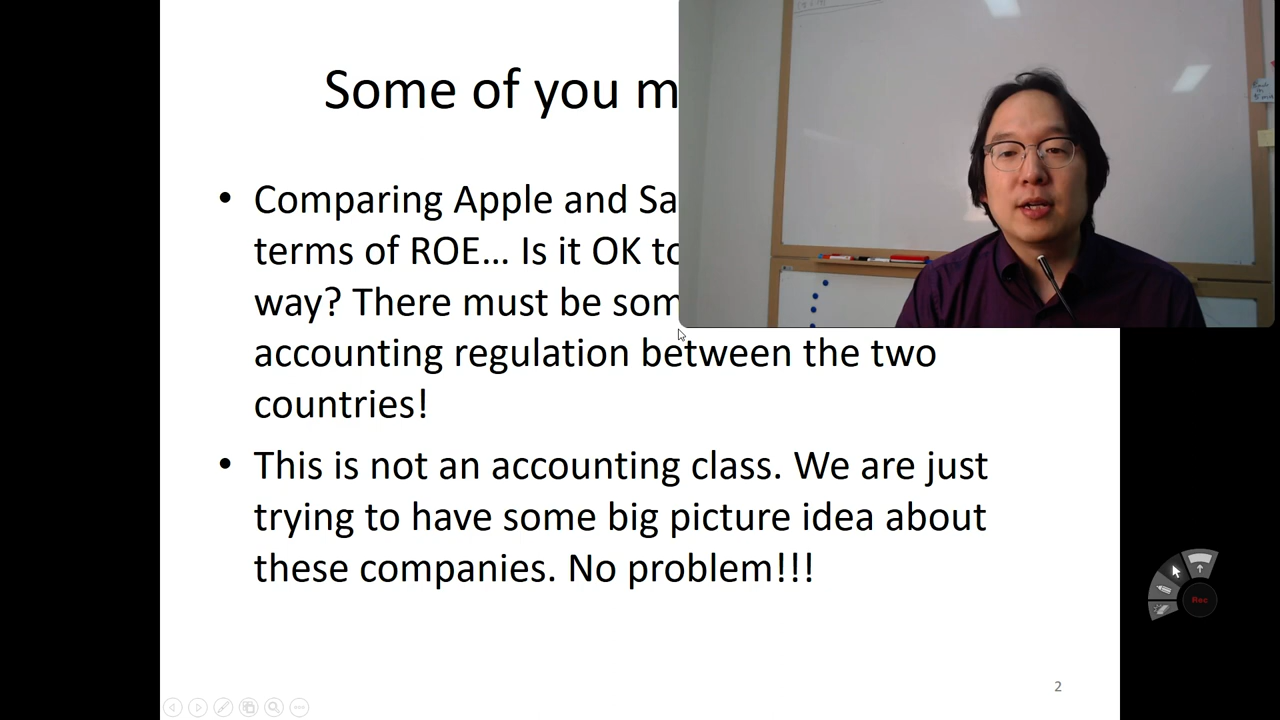 Some of you m
• Comparing Apple and Sa
terms of ROE... Is it OK to
way? There must be som
accounting regulation between the two
countries!
• This is not an accounting class. We are just
trying to have some big picture idea about
these companies. No problem!!!
Rec
2